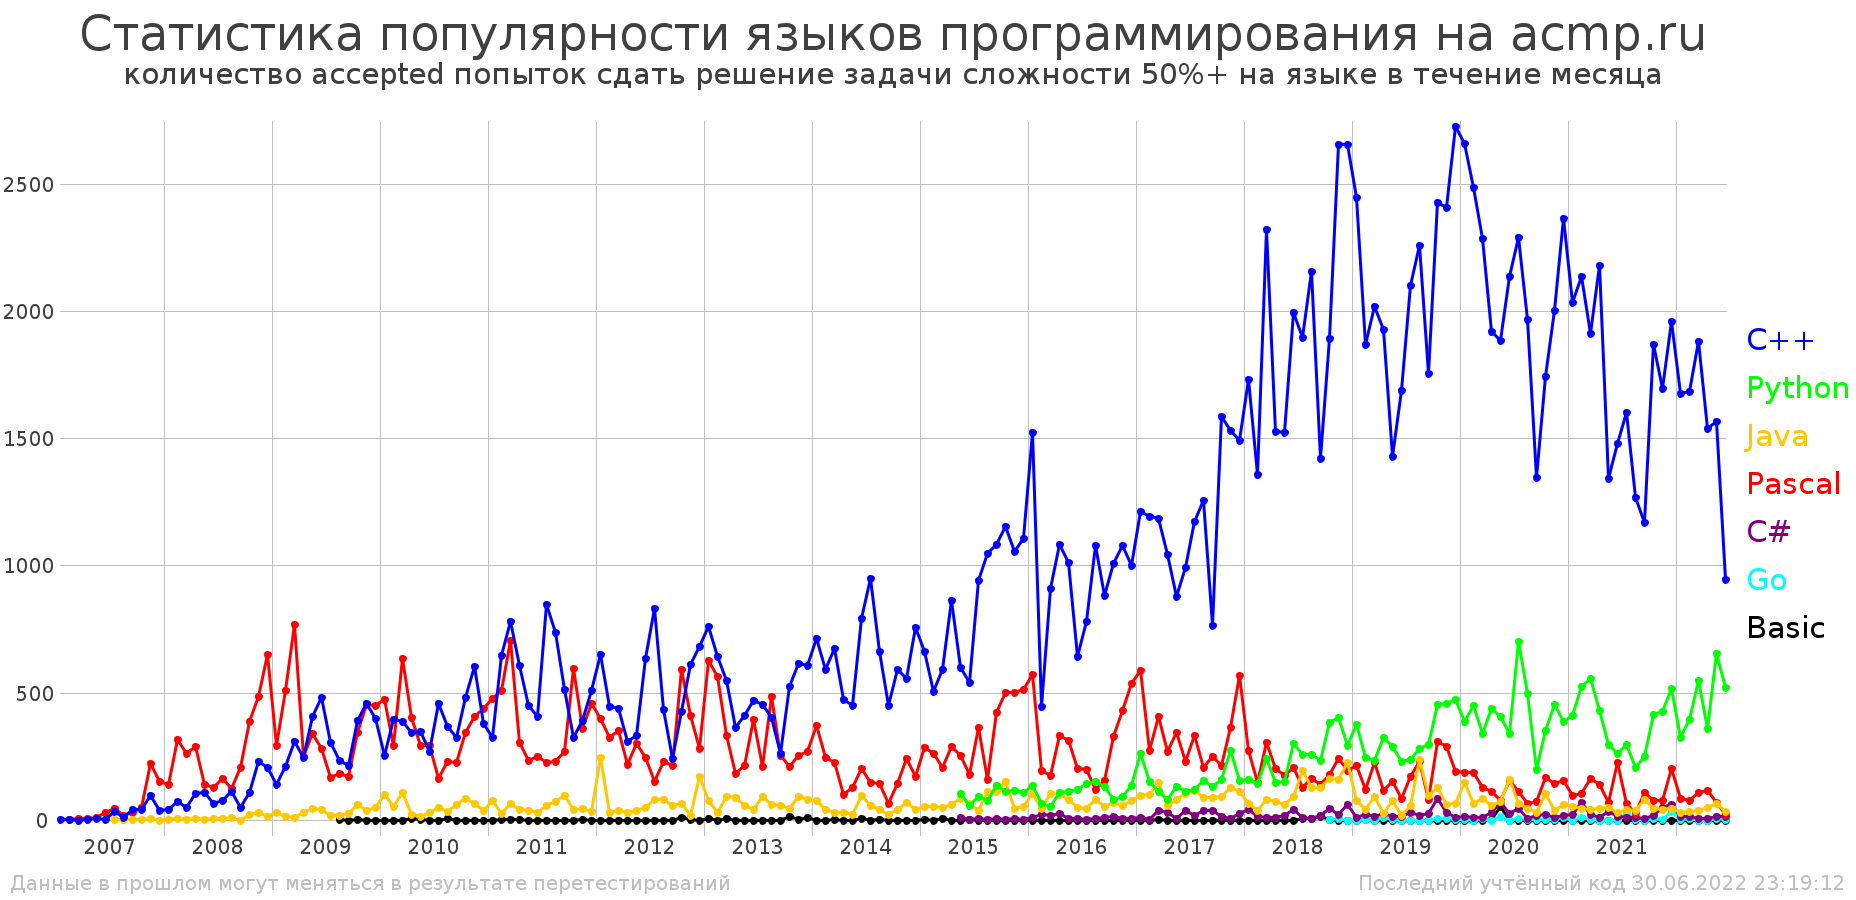 Статистика популярности языков программирования на acmp.ru
количество accepted попыток сдать решение задачи сложности 50%+ на языке в течение месяца
2500
2000
1500
1000
500
0
C++
Python
Java
Pascal
C#
Go
Basic
2007 2008 2009 2010 2011 2012 2013 2014 2015 2016 2017 2018 2019 2020 2021
Данные в прошлом могут меняться в результате перетестирований
Последний учтённый код 30.06.2022 23:19:12